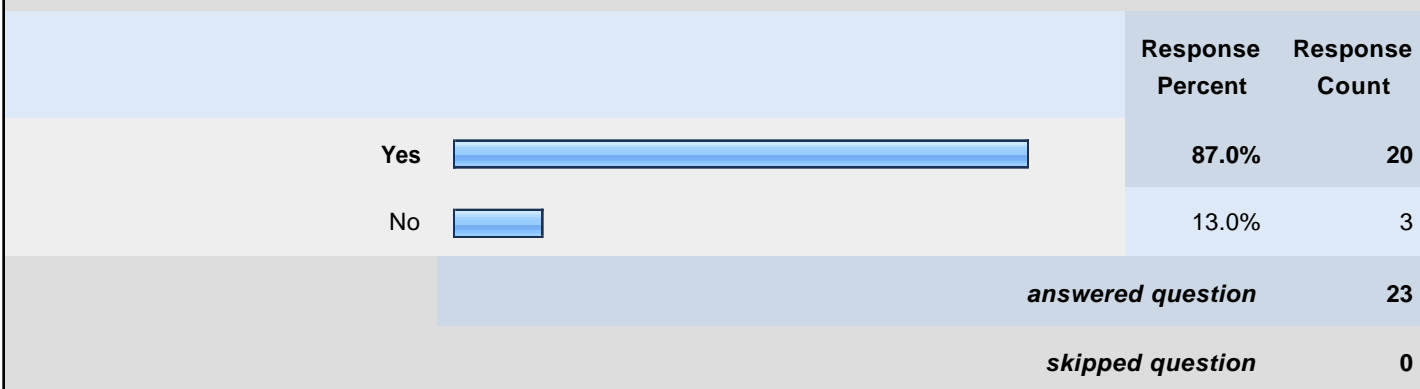 Response Percent Response Count
Yes 87.0% 20
No 13.0% 3
answered question 23
skipped question 0